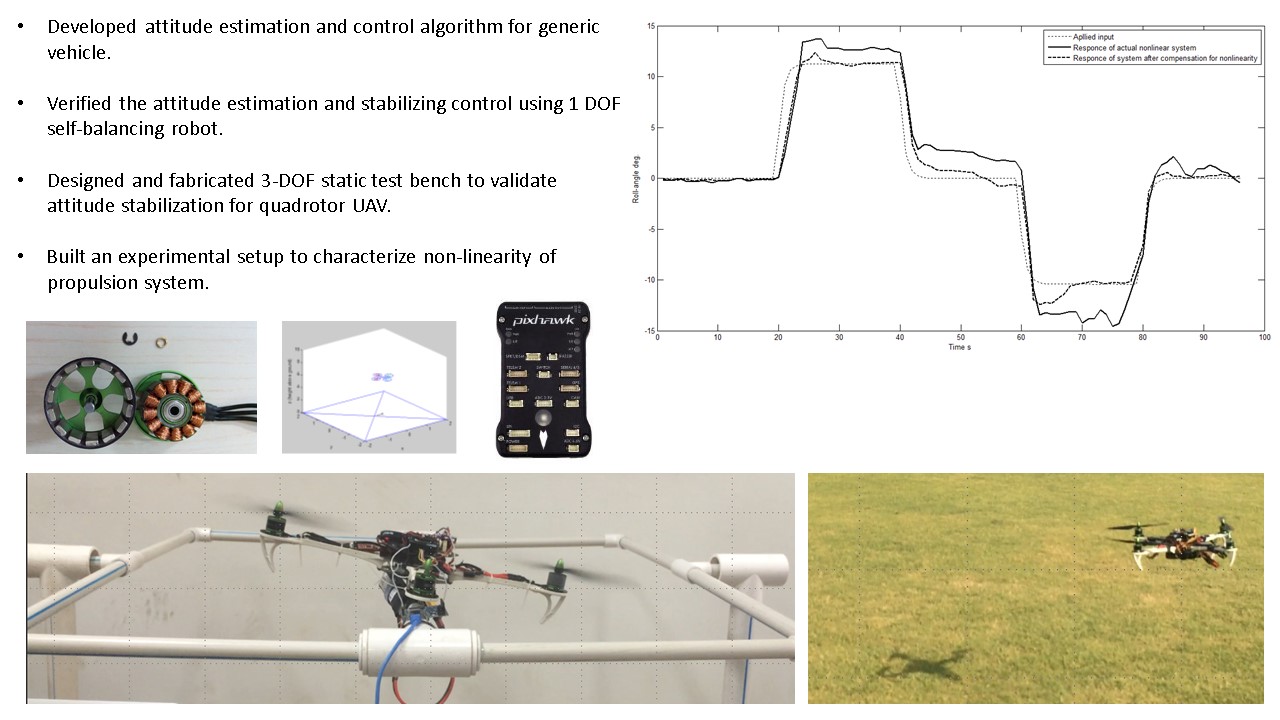 • Developed attitude estimation and control algorithm for generic
vehicle.
• Verified the attitude estimation and stabilizing control using 1 DOF
self-balancing robot.
• Designed and fabricated 3-DOF static test bench to validate
attitude stabilization for quadrotor UAV.
• Built an experimental setup to characterize non-linearity of
propulsion system.
15
10
5
0
-5
-10
-15
Roll-angle deg.
Apllied input
Responce of actual nonlinear system
Responce of system after compensation for nonlinearity
0 10 20 30 40 50 60 70 80 90 100
Time s
pixhawk